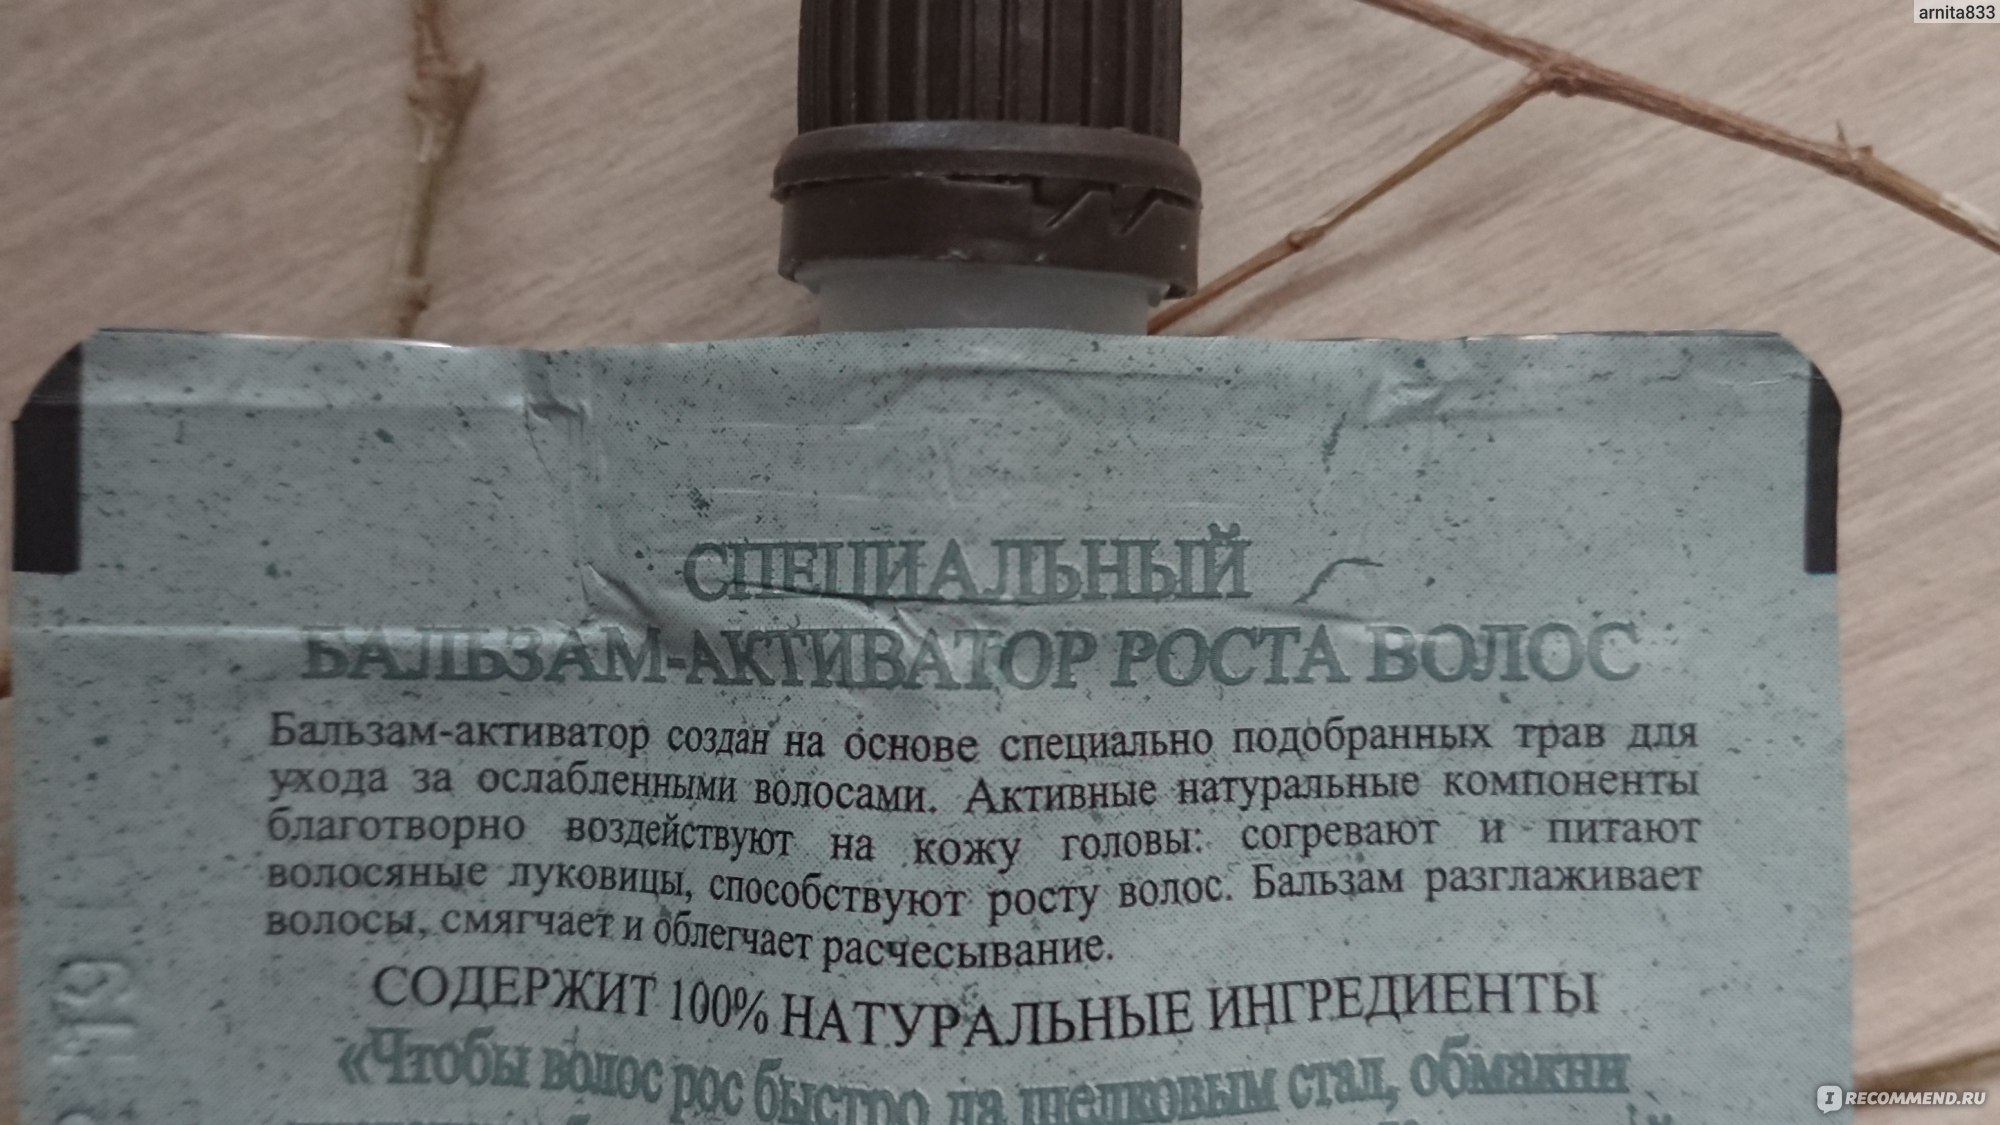 arnita833
СПЕЦИАЛЬНЫЙ
БАЛЬЗАМ-АКТИВАТОР РОСТА ВОЛОС
Бальзам-активатор создан на основе специально подобранных трав для
ухода за ослабленными волосами. Активные натуральные компоненты
благотворно воздействуют на кожу головы: согревают и питают
волосяные луковицы, способствуют росту волос. Бальзам разглаживает
волосы, смягчает и облегчает расчесывание.
СОДЕРЖИТ 100% НАТУРАЛЬНЫЕ ИНГРЕДИЕНТЫ
«Чтобы волос рос быстро да шелковым стал, обмакни
I RECOMMEND.RU